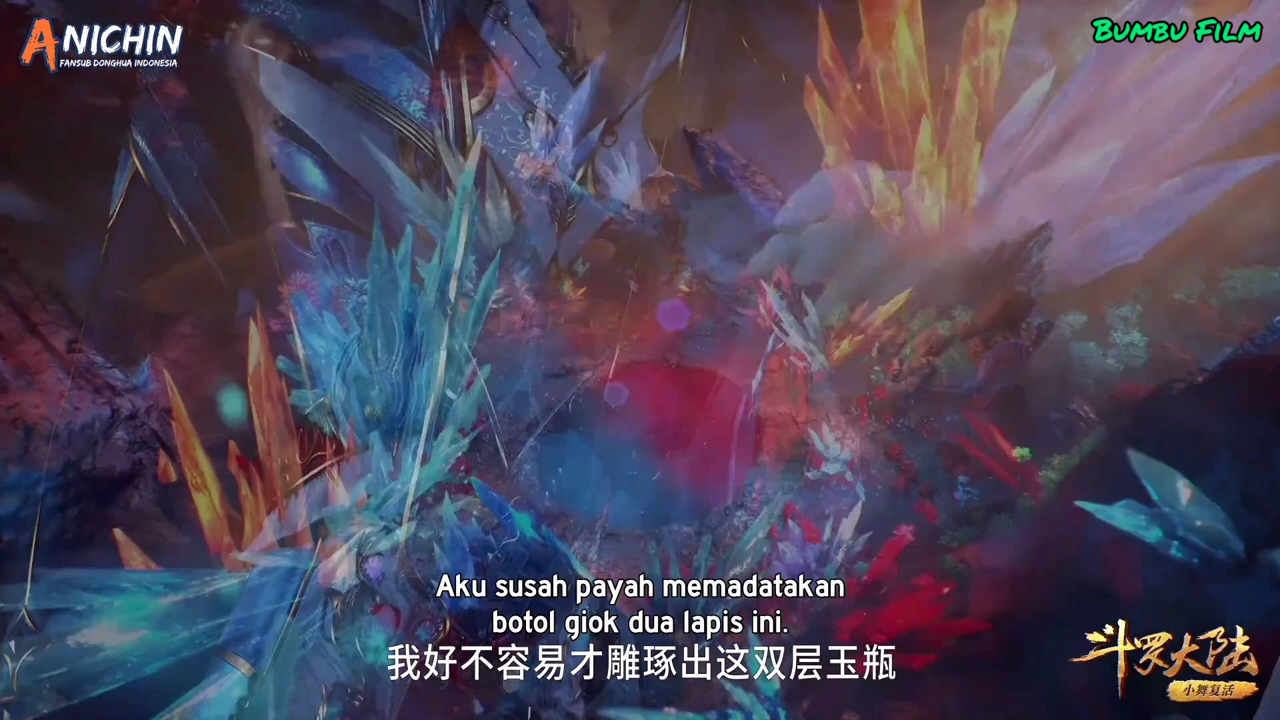 ANICHIN
FANSUB DONGHUA INDONESIA
BUMBU FILM
Aku susah payah memadatakan
botol giok dua lapis ini.
我好不容易才雕琢出这双层玉瓶
斗罗大陆
小舞复活